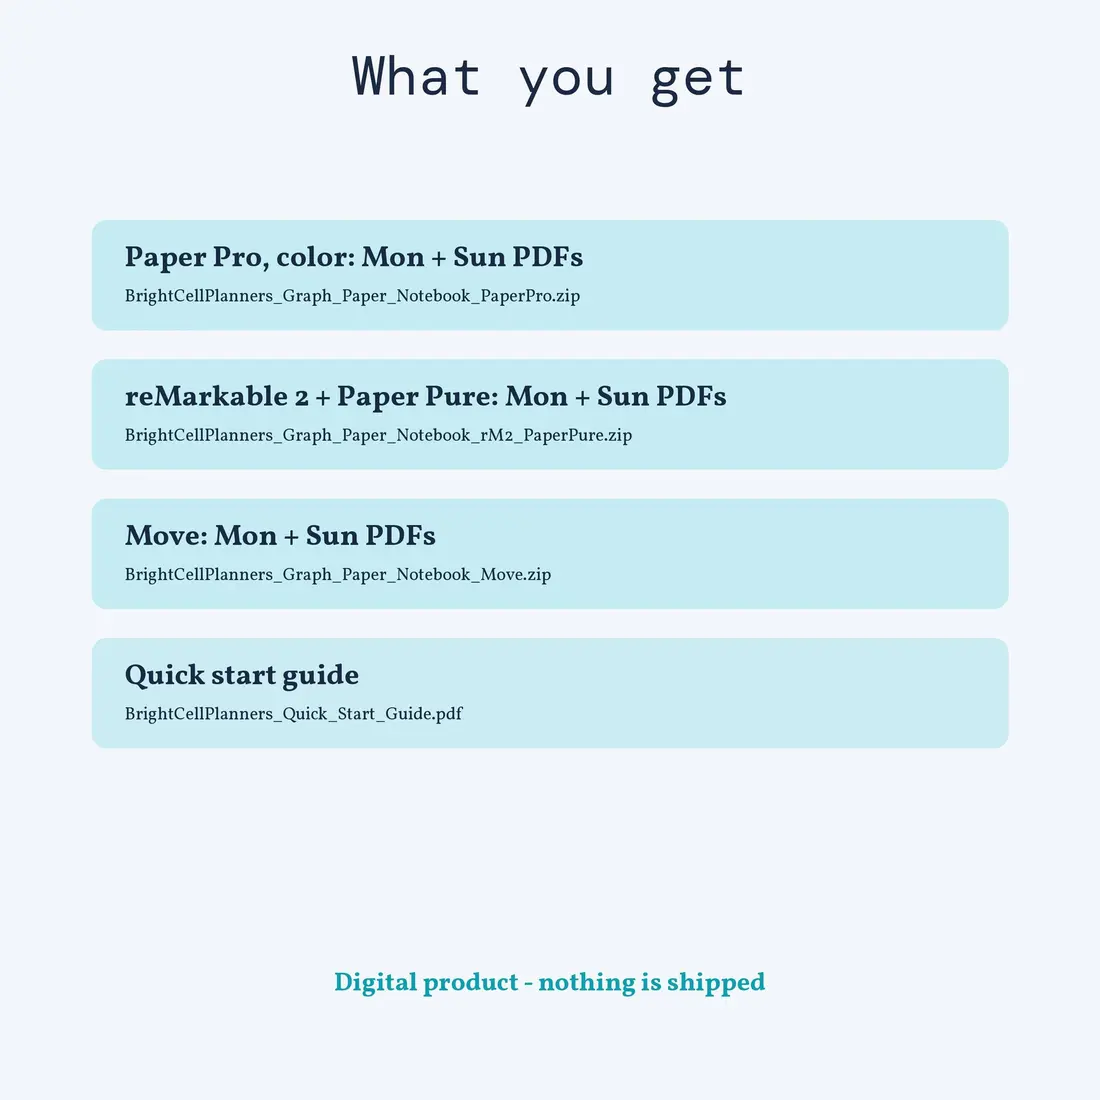 What you get
Paper Pro, color: Mon + Sun PDFs
BrightCellPlanners_Graph_Paper_Notebook_PaperPro.zip
reMarkable 2 + Paper Pure: Mon + Sun PDFs
BrightCellPlanners_Graph_Paper_Notebook_rM2_PaperPure.zip
Move: Mon + Sun PDFs
BrightCellPlanners_Graph_Paper_Notebook_Move.zip
Quick start guide
BrightCellPlanners_Quick_Start_Guide.pdf
Digital product - nothing is shipped